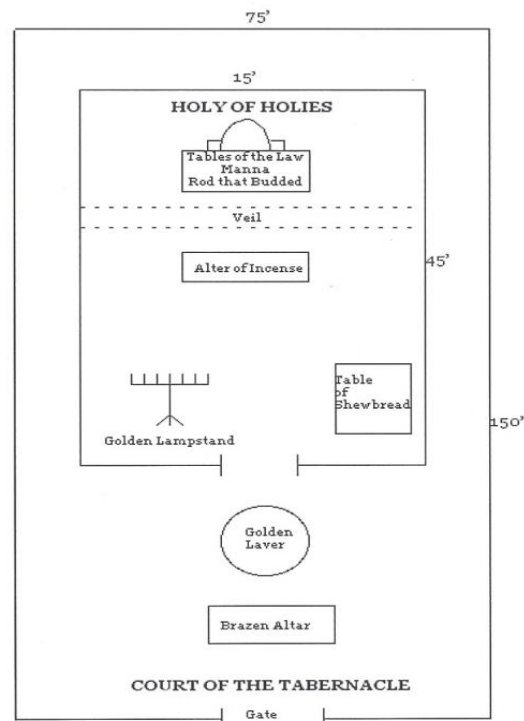 75'
15'
HOLY OF HOLIES
Tables of the Law
Manna
Rod that Budded
Veil
Alter of Incense
45'
Table
of
Shewbread
150'
Golden Lampstand
Golden
Laver
Brazen Altar
COURT OF THE TABERNACLE
Gate